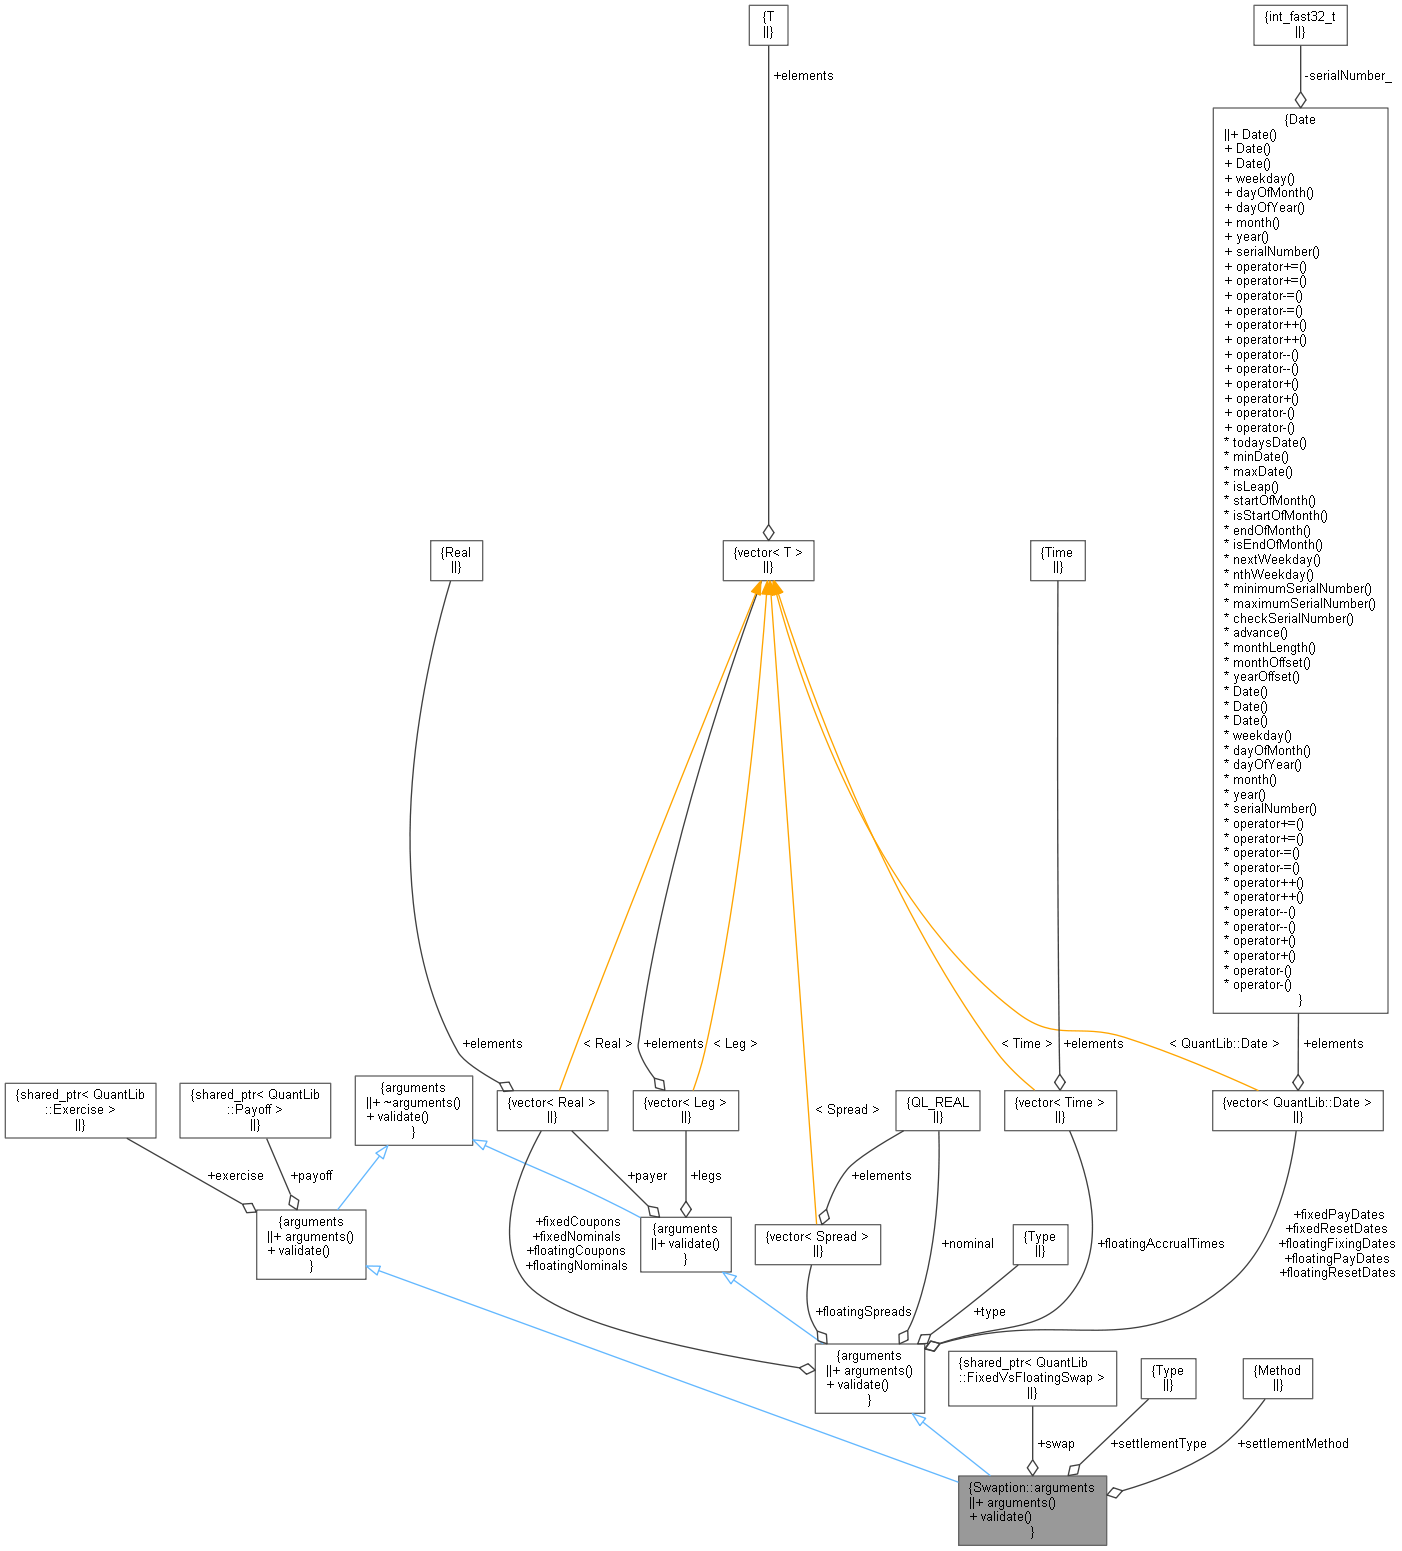 {T
||}
{int_fast32_t
||}
+elements
-serialNumber_
{Date
||+ Date()
+ Date()
+ Date()
+ weekday()
+ dayOfMonth()
+ dayOfYear()
+ month()
+ year()
+ serialNumber()
+ operator+=()
+ operator+=()
+ operator-=()
+ operator-=()
+ operator++()
+ operator++()
+ operator--()
+ operator--()
+ operator+()
+ operator+()
+ operator-()
+ operator-()
* todaysDate()
* minDate()
* maxDate()
* isLeap()
* startOfMonth()
* isStartOfMonth()
* endOfMonth()
* isEndOfMonth()
* nextWeekday()
* nthWeekday()
* minimumSerialNumber()
* maximumSerialNumber()
* checkSerialNumber()
* advance()
* monthLength()
* monthOffset()
* yearOffset()
* Date()
* Date()
* Date()
* weekday()
* dayOfMonth()
* dayOfYear()
* month()
* year()
* serialNumber()
* operator+=()
* operator+=()
* operator-=()
* operator-=()
* operator++()
* operator++()
* operator--()
* operator--()
* operator+()
* operator+()
* operator-()
* operator-()
}
{Real
||}
{vector< T >
||}
{Time
||}
+elements
< Real >
+elements
< Leg >
< Time >
+elements
< QuantLib::Date >
+elements
{shared_ptr< QuantLib
::Exercise >
||}
{shared_ptr< QuantLib
::Payoff >
||}
{arguments
||+ ~arguments()
+ validate()
}
{vector< Real >
||}
{vector< Leg >
||}
< Spread >
{QL_REAL
||}
{vector< Time >
||}
{vector< QuantLib::Date >
||}
+exercise
+payoff
+payer
+legs
+elements
{arguments
||+ arguments()
+ validate()
}
+fixedCoupons
+fixedNominals
+floatingCoupons
+floatingNominals
{arguments
||+ validate()
}
{vector< Spread >
||}
+nominal
{Type
||}
+floatingAccrualTimes
+fixedPayDates
+fixedResetDates
+floatingFixingDates
+floatingPayDates
+floatingResetDates
+floatingSpreads
+type
{arguments
||+ arguments()
+ validate()
}
{shared_ptr< QuantLib
::FixedVsFloatingSwap >
||}
{Type
||}
{Method
||}
+swap
+settlementType
+settlementMethod
{Swaption::arguments
||+ arguments()
+ validate()
}